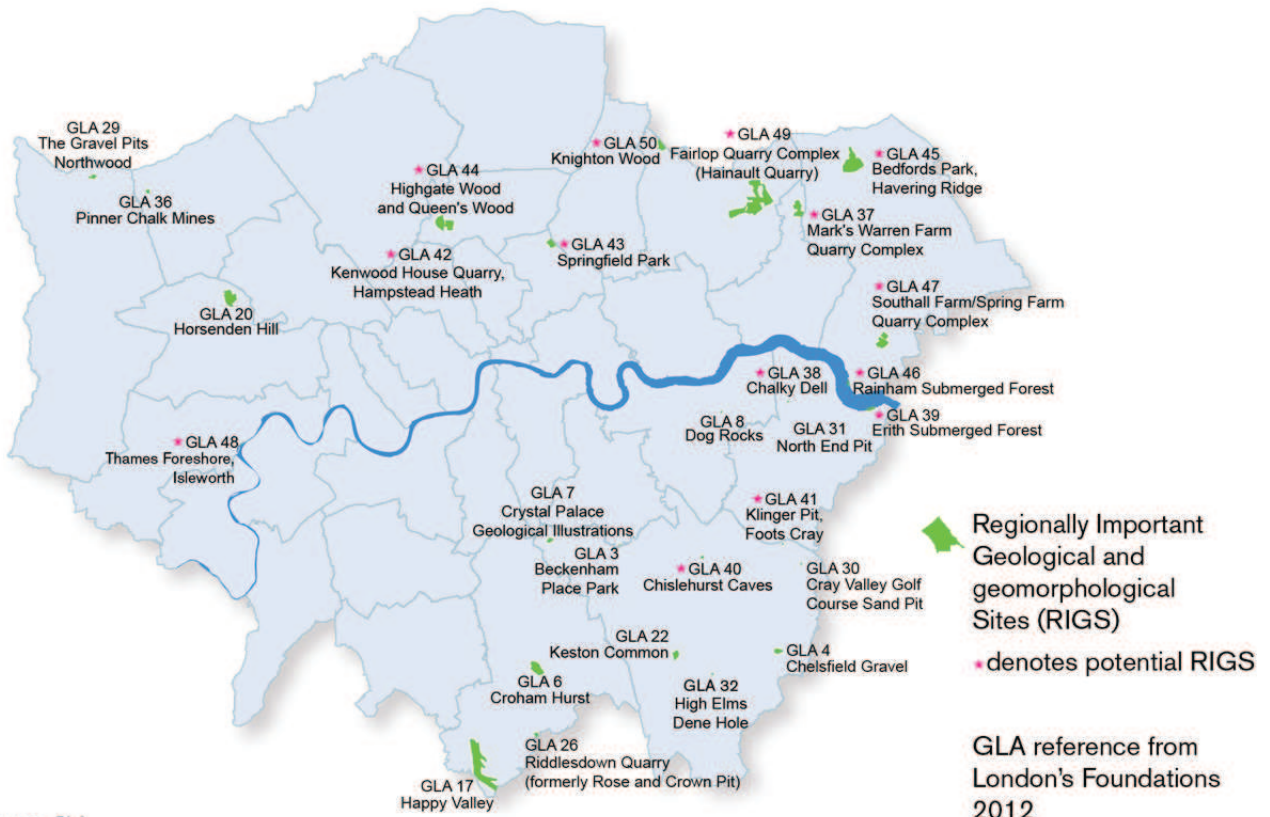 GLA 29
The Gravel Pits
Northwood
GLA 36
Pinner Chalk Mines
GLA 44
Highgate Wood
and Queen's Wood
GLA 50
Knighton Wood
GLA 49
Fairlop Quarry Complex
(Hainault Quarry)
GLA 45
Bedfords Park,
Havering Ridge
GLA 37
Mark's Warren Farm
Quarry Complex
GLA 42
Kenwood House Quarry,
Hampstead Heath
GLA 43
Springfield Park
GLA 20
Horsenden Hill
GLA 47
Southall Farm/Spring Farm
Quarry Complex
GLA 38
Chalky Dell
GLA 46
Rainham Submerged Forest
GLA 39
Erith Submerged Forest
GLA 8
Dog Rocks
GLA 31
North End Pit
GLA 48
Thames Foreshore,
Isleworth
GLA 7
Crystal Palace
Geological Illustrations
GLA 3
Beckenham
Place Park
GLA 41
Klinger Pit,
Foots Cray
GLA 40
Chislehurst Caves
GLA 30
Cray Valley Golf
Course Sand Pit
GLA 22
Keston Common
GLA 4
Chelsfield Gravel
GLA 6
Croham Hurst
GLA 32
High Elms
Dene Hole
GLA 26
Riddlesdown Quarry
(formerly Rose and Crown Pit)
GLA 17
Happy Valley
Regionally Important
Geological and
geomorphological
Sites (RIGS)
denotes potential RIGS
GLA reference from
London's Foundations
2012